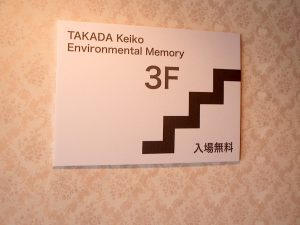 TAKADA Keiko
Environmental Memory
3F
入場無料